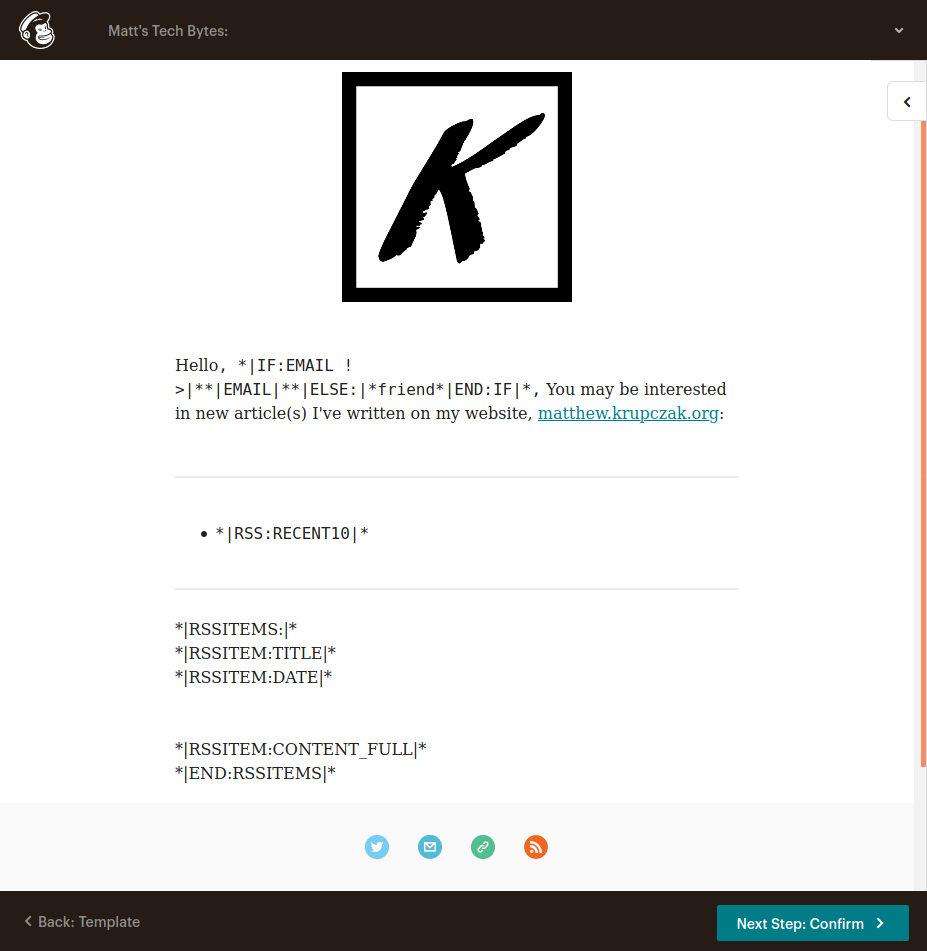 Matt's Tech Bytes:
K
Hello, *|IF:EMAIL !
>|**|EMAIL|**|ELSE:|*friend*|END:IF|*, You may be interested
in new article(s) I've written on my website, matthew.krupczak.org:
• *|RSS:RECENT10|*
*|RSSITEMS:|*
*|RSSITEM:TITLE|*
*|RSSITEM:DATE|*
*|RSSITEM:CONTENT_FULL|*
*|END:RSSITEMS|*
Back: Template
Next Step: Confirm